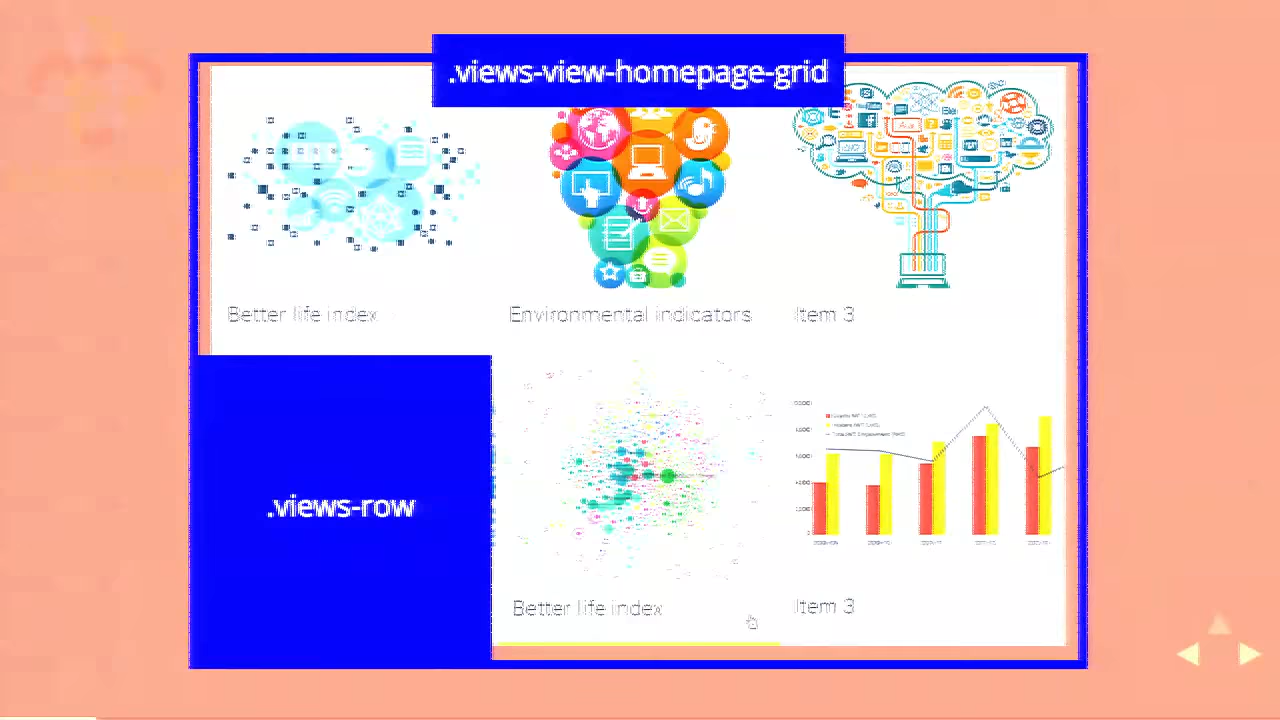 .views-view-homepage-grid
Better life index
Environmental indicators
Item 3
.views-row
Better life index
Item 3